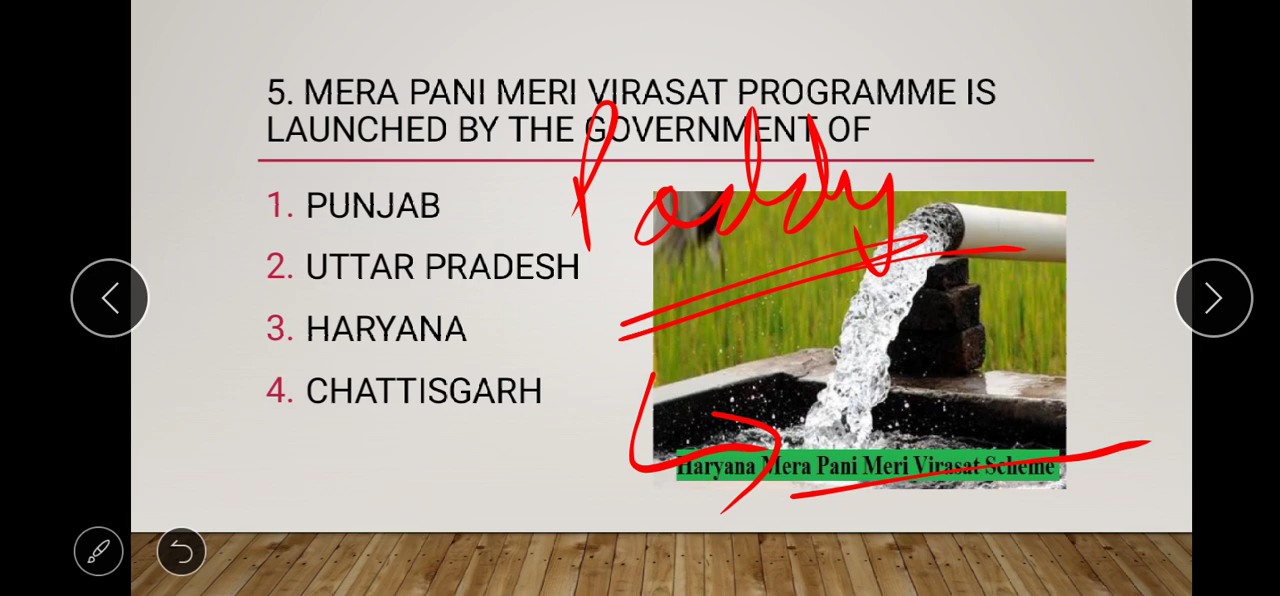 5. MERA PANI MERI VIRASAT PROGRAMME IS
LAUNCHED BY THE GOVERNMENT OF
Paddy
1. PUNJAB
2. UTTAR PRADESH
3. HARYANA
4. CHATTISGARH
Haryana Mera Pani Meri Virasat Scheme